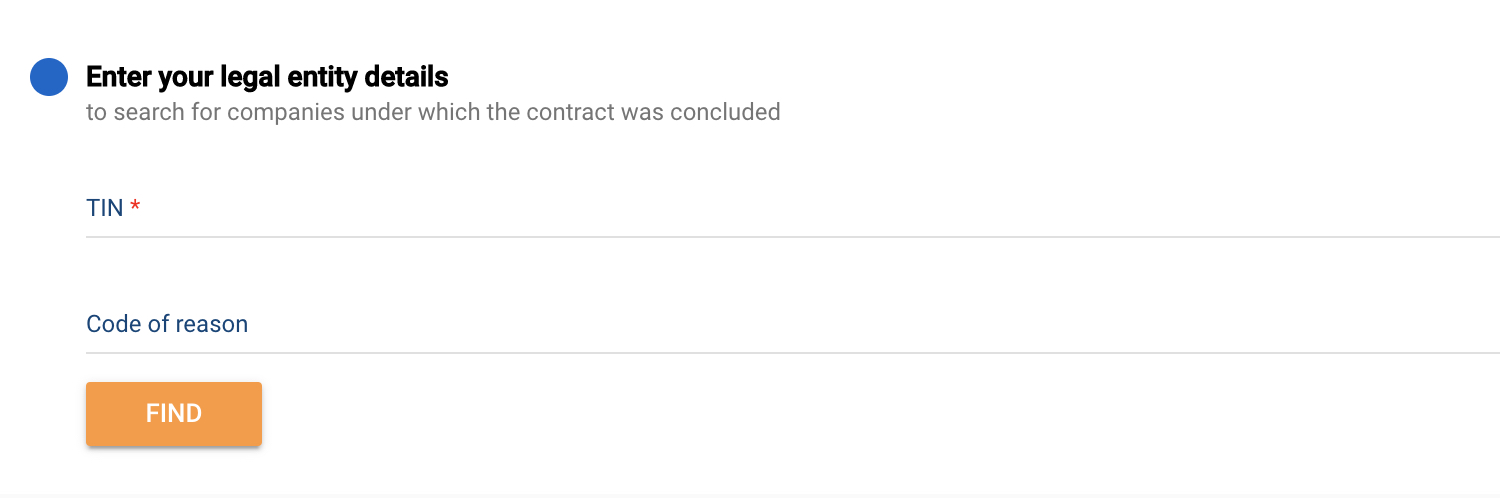 Enter your legal entity details
to search for companies under which the contract was concluded
TIN *
Code of reason
FIND